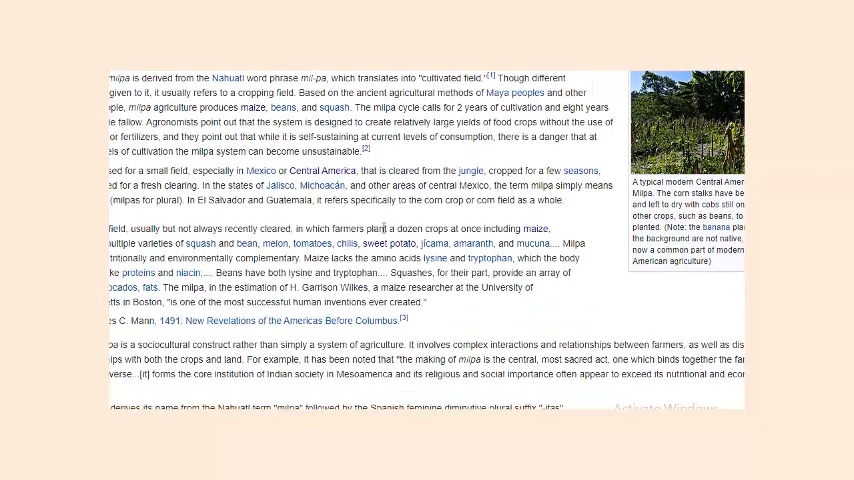 milpa is derived from the Nahuatl word phrase mil-pa, which translates into "cultivated field."[1] Though different
given to it, it usually refers to a cropping field. Based on the ancient agricultural methods of Maya peoples and other
milpa agriculture produces maize, beans, and squash. The milpa cycle calls for 2 years of cultivation and eight years
fallow. Agronomists point out that the system is designed to create relatively large yields of food crops without the use of
or fertilizers, and they point out that while it is self-sustaining at current levels of consumption, there is a danger that at
of cultivation the milpa system can become unsustainable.[2]
for a small field, especially in Mexico or Central America, that is cleared from the jungle, cropped for a few seasons,
for a fresh clearing. In the states of Jalisco, Michoacán, and other areas of central Mexico, the term milpa simply means
(milpas for plural). In El Salvador and Guatemala, it refers specifically to the corn crop or corn field as a whole.
field, usually but not always recently cleared, in which farmers plant a dozen crops at once including maize,
multiple varieties of squash and bean, melon, tomatoes, chilis, sweet potato, jícama, amaranth, and mucuna.... Milpa
and environmentally complementary. Maize lacks the amino acids lysine and tryptophan, which the body
proteins and niacin;.... Beans have both lysine and tryptophan.... Squashes, for their part, provide an array of
fats. The milpa, in the estimation of H. Garrison Wilkes, a maize researcher at the University of
in Boston, "is one of the most successful human inventions ever created."
C. Mann, 1491: New Revelations of the Americas Before Columbus.[3]
is a sociocultural construct rather than simply a system of agriculture. It involves complex interactions and relationships between farmers, as well as dis
with both the crops and land. For example, it has been noted that "the making of milpa is the central, most sacred act, one which binds together the fa
forms the core institution of Indian society in Mesoamerica and its religious and social importance often appear to exceed its nutritional and eco
derives its name from the Nahuatl term "milpa" followed by the Spanish feminine diminutive plural suffix "-itas"
A typical modern Central Amer
Milpa. The corn stalks have be
and left to dry with cobs still on
other crops, such as beans, to
planted. (Note: the banana pla
the background are not native,
now a common part of modern
American agriculture)
Activate Windows